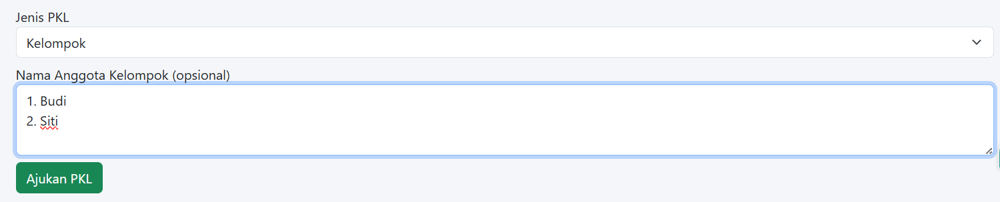 Jenis PKL
Kelompok
Nama Anggota Kelompok (opsional)
1. Budi
2. Siti
Ajukan PKL